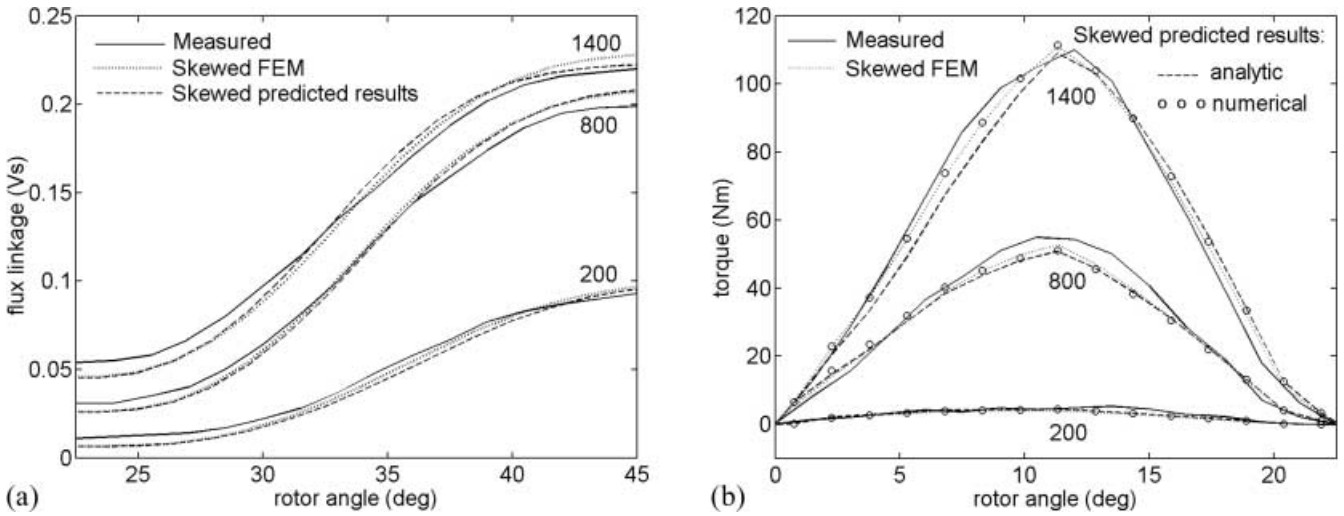 0.25
0.2
0.15
0.1
0.05
0
25
30
35
40
45
flux linkage (Vs)
rotor angle (deg)
Measured
Skewed FEM
Skewed predicted results
1400
800
200
(a)
120
100
80
60
40
20
0
0
5
10
15
20
torque (Nm)
rotor angle (deg)
Measured
Skewed FEM
Skewed predicted results:
analytic
numerical
1400
800
200
(b)